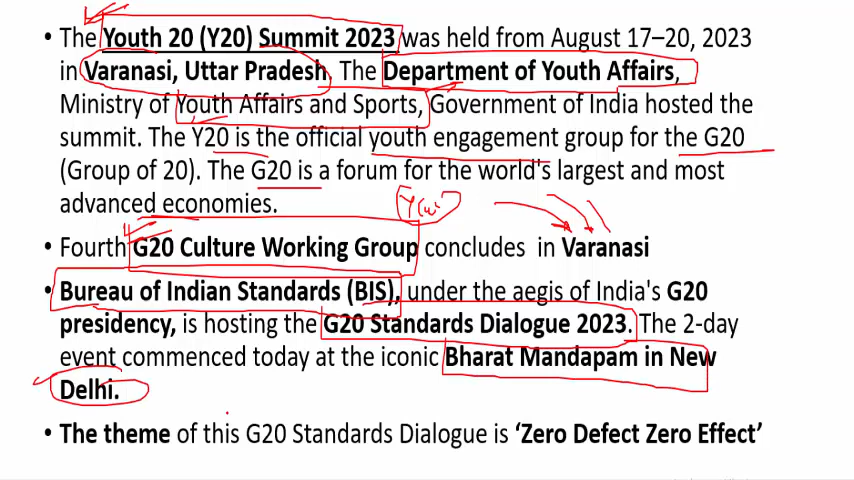 • The Youth 20 (Y20) Summit 2023 was held from August 17–20, 2023
in Varanasi, Uttar Pradesh. The Department of Youth Affairs,
Ministry of Youth Affairs and Sports, Government of India hosted the
summit. The Y20 is the official youth engagement group for the G20
(Group of 20). The G20 is a forum for the world's largest and most
advanced economies.
• Fourth G20 Culture Working Group concludes in Varanasi
• Bureau of Indian Standards (BIS), under the aegis of India's G20
presidency, is hosting the G20 Standards Dialogue 2023. The 2-day
event commenced today at the iconic Bharat Mandapam in New
Delhi.
• The theme of this G20 Standards Dialogue is ‘Zero Defect Zero Effect’